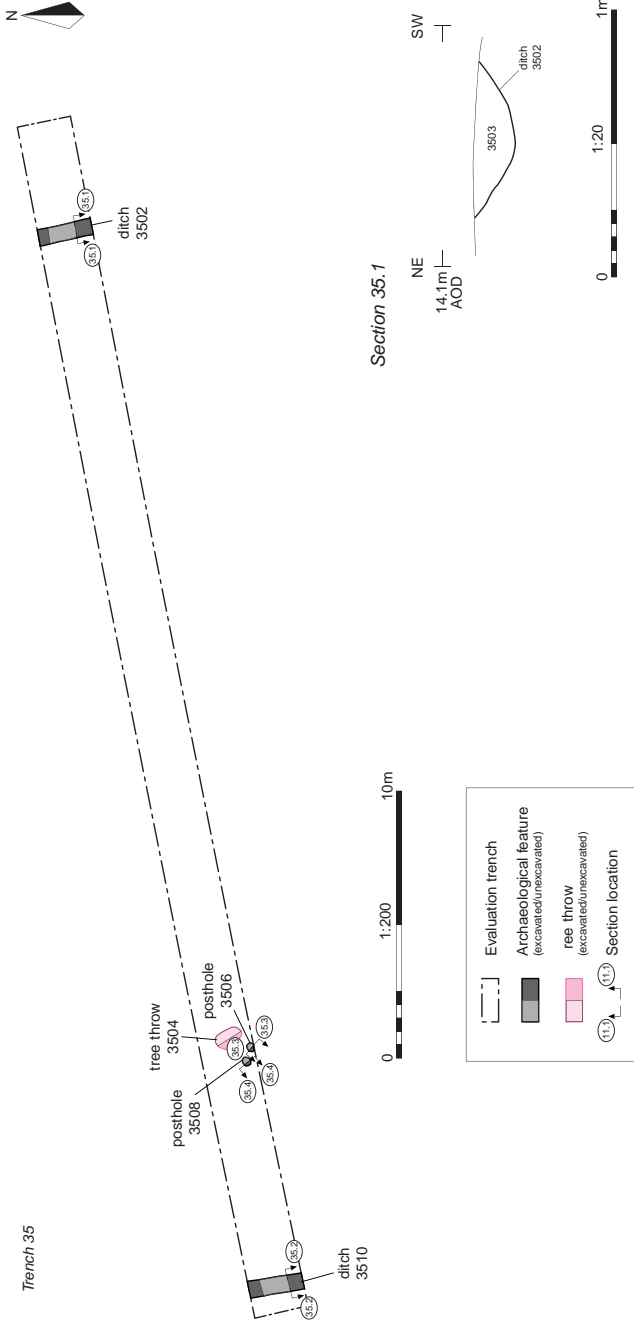 Trench 35
N
ditch
3510
35.2
35.2
posthole
3508
tree throw
3504
posthole
3506
35.3
35.3
35.4
35.4
ditch
3502
35.1
35.1
0
1:200
10m
Evaluation trench
Archaeological feature
(excavated/unexcavated)
ree throw
(excavated/unexcavated)
11.1
11.1
Section location
Section 35.1
NE
SW
14.1m
AOD
3503
ditch
3502
0
1:20
1m